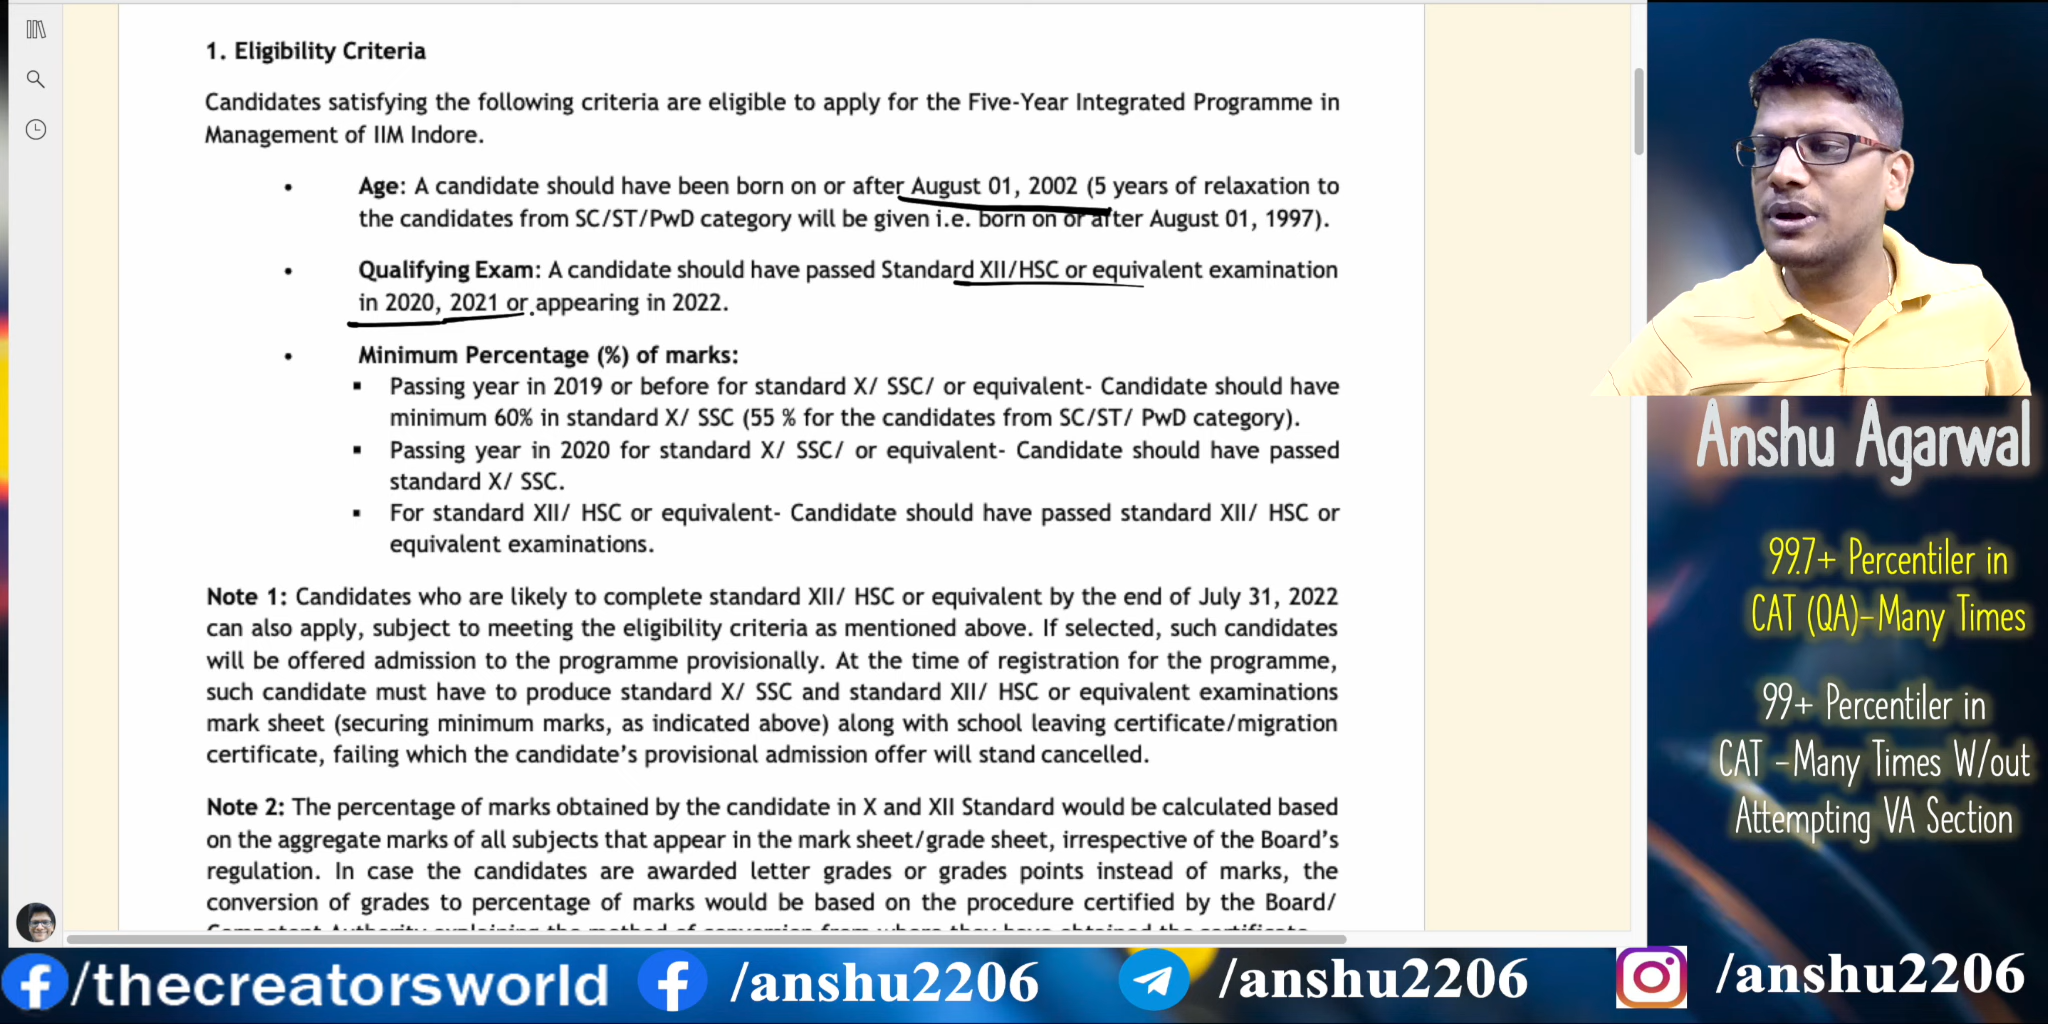 1. Eligibility Criteria
Candidates satisfying the following criteria are eligible to apply for the Five-Year Integrated Programme in
Management of IIM Indore.
• Age: A candidate should have been born on or after August 01, 2002 (5 years of relaxation to
the candidates from SC/ST/PwD category will be given i.e. born on or after August 01, 1997).
• Qualifying Exam: A candidate should have passed Standard XII/HSC or equivalent examination
in 2020, 2021 or appearing in 2022.
• Minimum Percentage (%) of marks:
▪ Passing year in 2019 or before for standard X/ SSC/ or equivalent- Candidate should have
minimum 60% in standard X/ SSC (55 % for the candidates from SC/ST/ PwD category).
▪ Passing year in 2020 for standard X/ SSC/ or equivalent- Candidate should have passed
standard X/ SSC.
▪ For standard XII/ HSC or equivalent- Candidate should have passed standard XII/ HSC or
equivalent examinations.
Note 1: Candidates who are likely to complete standard XII/ HSC or equivalent by the end of July 31, 2022
can also apply, subject to meeting the eligibility criteria as mentioned above. If selected, such candidates
will be offered admission to the programme provisionally. At the time of registration for the programme,
such candidate must have to produce standard X/ SSC and standard XII/ HSC or equivalent examinations
mark sheet (securing minimum marks, as indicated above) along with school leaving certificate/migration
certificate, failing which the candidate's provisional admission offer will stand cancelled.
Note 2: The percentage of marks obtained by the candidate in X and XII Standard would be calculated based
on the aggregate marks of all subjects that appear in the mark sheet/grade sheet, irrespective of the Board's
regulation. In case the candidates are awarded letter grades or grades points instead of marks, the
conversion of grades to percentage of marks would be based on the procedure certified by the Board/
Competent Authority explaining the method of conversion from where they have obtained the certificate.
Anshu Agarwal
99.7+ Percentiler in
CAT (QA)-Many Times
99+ Percentiler in
CAT -Many Times W/out
Attempting VA Section
/thecreatorsworld
/anshu2206
/anshu2206
/anshu2206